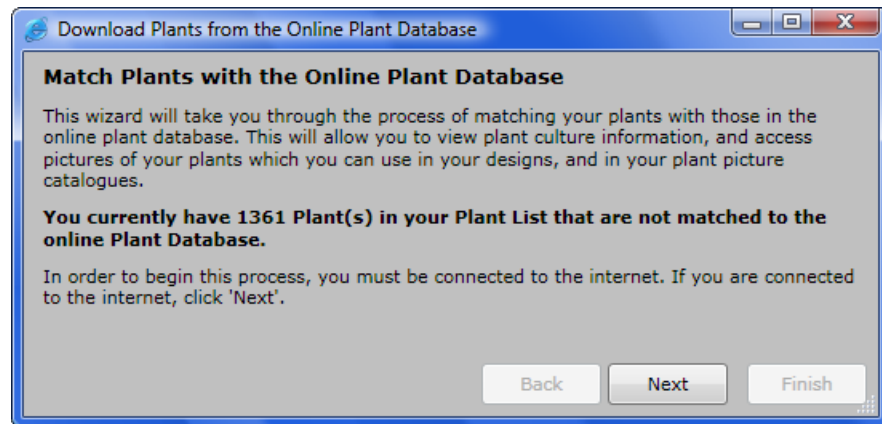 Download Plants from the Online Plant Database
Match Plants with the Online Plant Database
This wizard will take you through the process of matching your plants with those in the
online plant database. This will allow you to view plant culture information, and access
pictures of your plants which you can use in your designs, and in your plant picture
catalogues.
You currently have 1361 Plant(s) in your Plant List that are not matched to the
online Plant Database.
In order to begin this process, you must be connected to the internet. If you are connected
to the internet, click 'Next'.
Back Next Finish